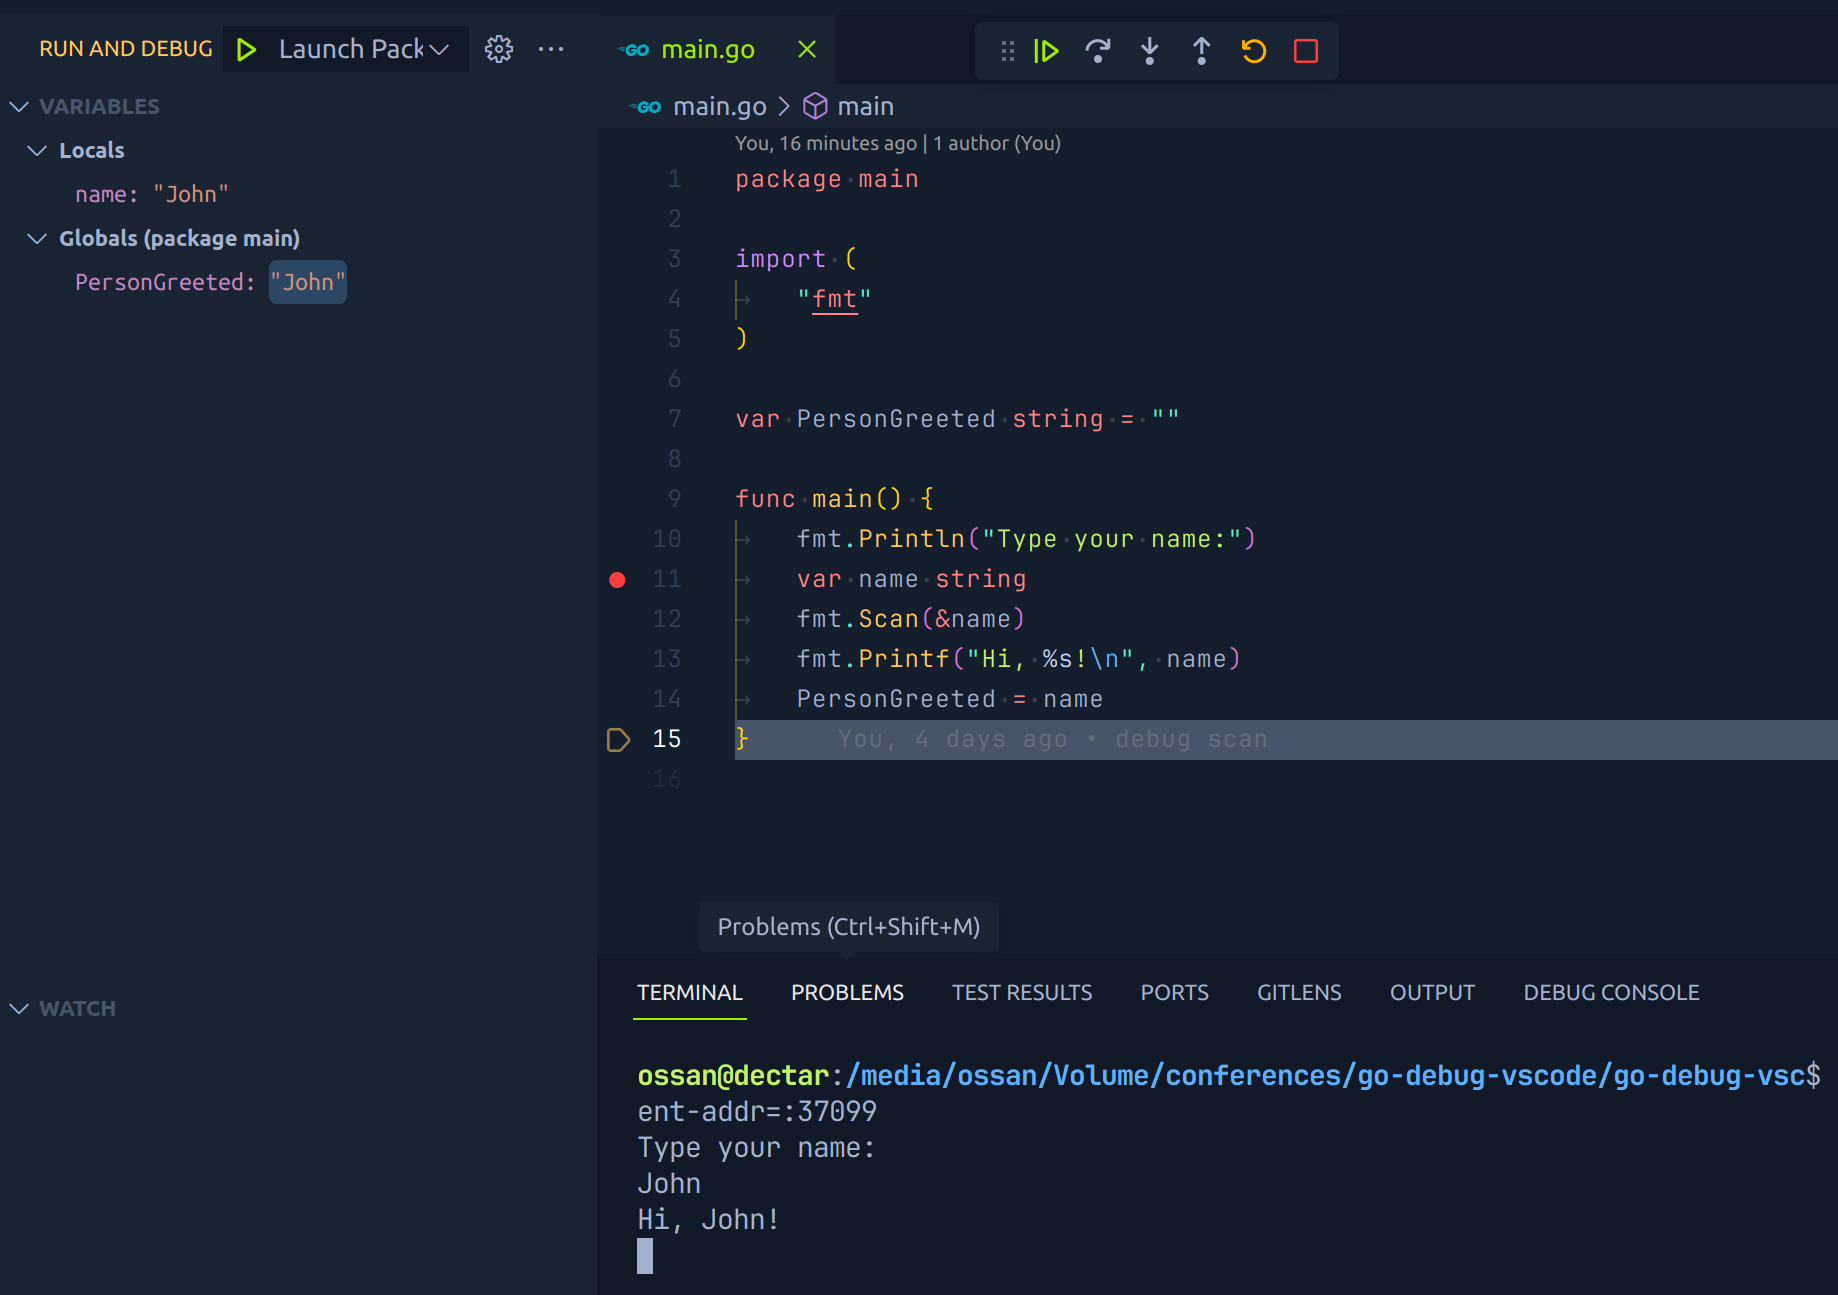 RUN AND DEBUG Launch Pack
VARIABLES
Locals
name: "John"
Globals (package main)
PersonGreeted: "John"
WATCH
GO main.go
GO main.go > main
You, 16 minutes ago | 1 author (You)
1 package main
2
3 import (
4 "fmt"
5 )
6
7 var PersonGreeted string = ""
8
9 func main() {
10 fmt.Println("Type your name:")
11 var name string
12 fmt.Scan(&name)
13 fmt.Printf("Hi, %s!\n", name)
14 PersonGreeted = name
15 } You, 4 days ago • debug scan
16
Problems (Ctrl+Shift+M)
TERMINAL PROBLEMS TEST RESULTS PORTS GITLENS OUTPUT DEBUG CONSOLE
ossan@dectar:/media/ossan/Volume/conferences/go-debug-vscode/go-debug-vsc$
ent-addr=:37099
Type your name:
John
Hi, John!